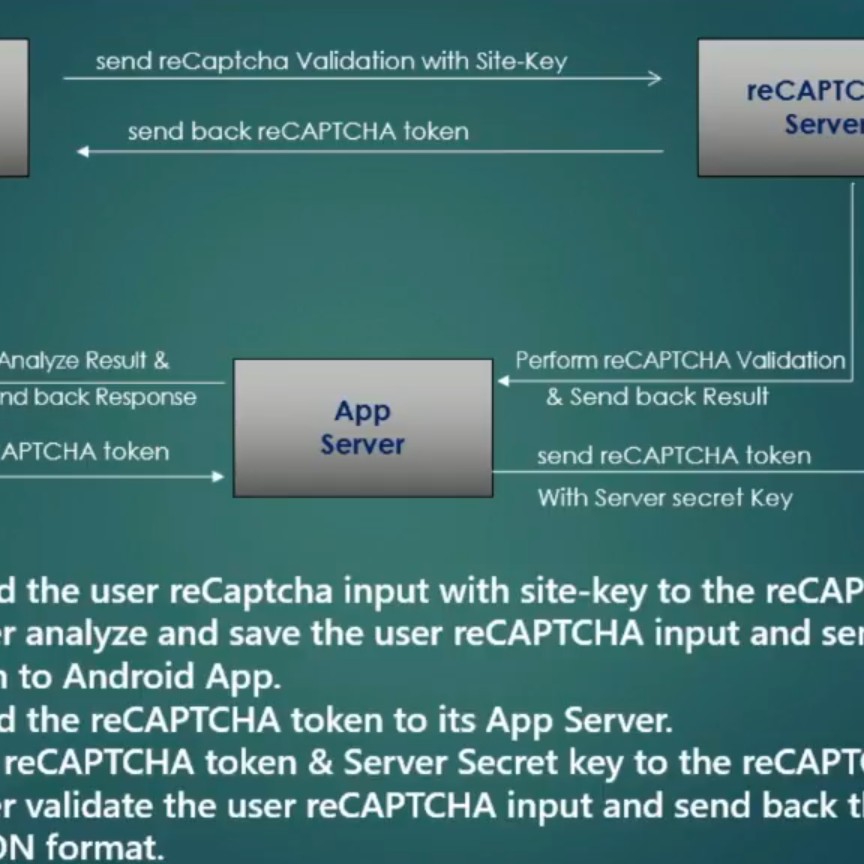 send reCaptcha Validation with Site-Key
send back reCAPTCHA token
reCAPTC
Server
Analyze Result &
nd back Response
APTCHA token
App
Server
Perform reCAPTCHA Validation
& Send back Result
send reCAPTCHA token
With Server secret Key
d the user reCaptcha input with site-key to the reCAP
er analyze and save the user reCAPTCHA input and sen
n to Android App.
d the reCAPTCHA token to its App Server.
reCAPTCHA token & Server Secret key to the reCAPTC
er validate the user reCAPTCHA input and send back th
ON format.